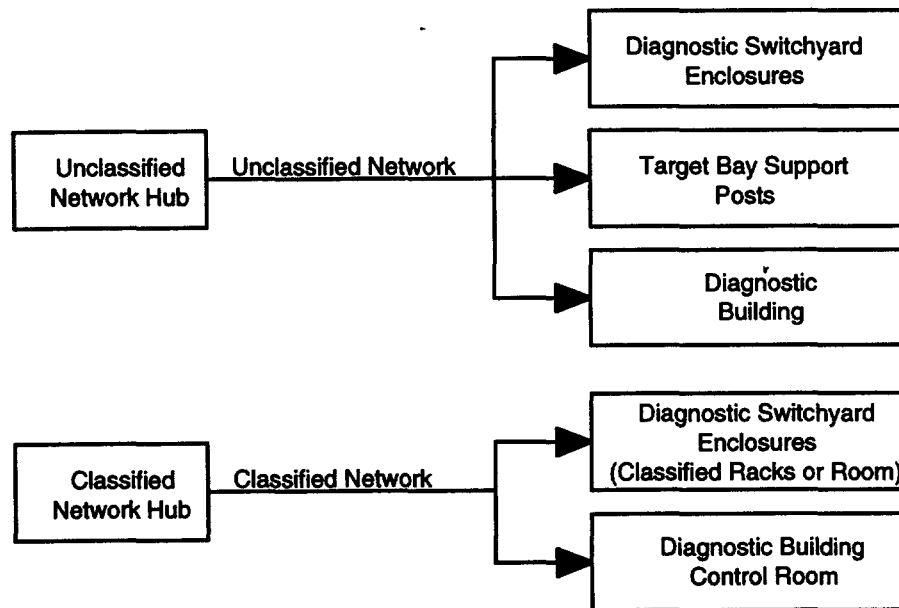 Diagnostic Switchyard
Enclosures
Unclassified
Network Hub
Unclassified Network
Target Bay Support
Posts
Diagnostic
Building
Classified
Network Hub
Classified Network
Diagnostic Switchyard
Enclosures
(Classified Racks or Room)
Diagnostic Building
Control Room